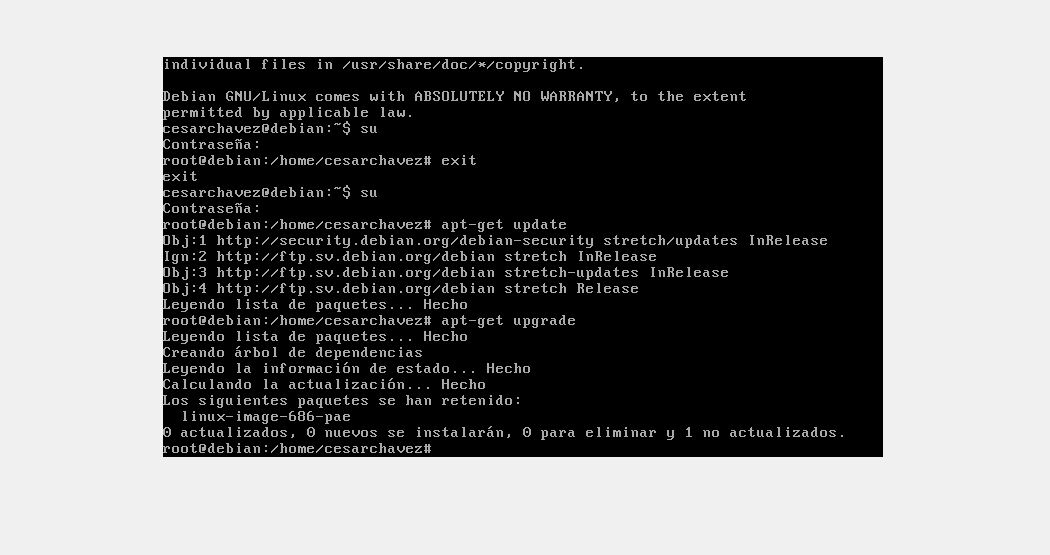 individual files in /usr/share/doc/*/copyright.
Debian GNU/Linux comes with ABSOLUTELY NO WARRANTY, to the extent
permitted by applicable law.
cesarchavez@debian:~$ su
Contraseña:
root@debian:/home/cesarchavez# exit
exit
cesarchavez@debian:~$ su
Contraseña:
root@debian:/home/cesarchavez# apt-get update
Obj:1 http://security.debian.org/debian-security stretch/updates InRelease
Ign:2 http://ftp.sv.debian.org/debian stretch InRelease
Obj:3 http://ftp.sv.debian.org/debian stretch-updates InRelease
Obj:4 http://ftp.sv.debian.org/debian stretch Release
Leyendo lista de paquetes... Hecho
root@debian:/home/cesarchavez# apt-get upgrade
Leyendo lista de paquetes... Hecho
Creando árbol de dependencias
Leyendo la información de estado... Hecho
Calculando la actualización... Hecho
Los siguientes paquetes se han retenido:
  linux-image-686-pae
0 actualizados, 0 nuevos se instalarán, 0 para eliminar y 1 no actualizados.
root@debian:/home/cesarchavez#